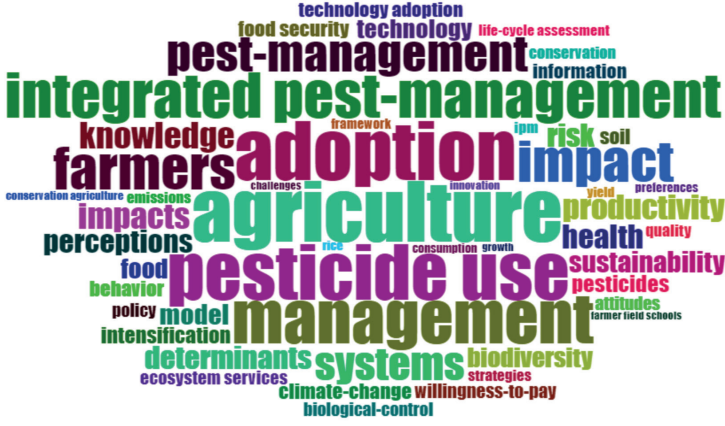 technology adoption
food security technology life-cycle assessment
pest-management conservation
information
integrated pest-management
framework
knowledge adoption ipm risk soil
farmers impact
challenges innovation
conservation agriculture emissions agriculture yield preferences
impacts productivity
perceptions rice consumption growth health quality
food pesticide use sustainability
behavior pesticides
policy model management attitudes
farmer field schools
intensification
determinants systems biodiversity
ecosystem services strategies
climate-change willingness-to-pay
biological-control